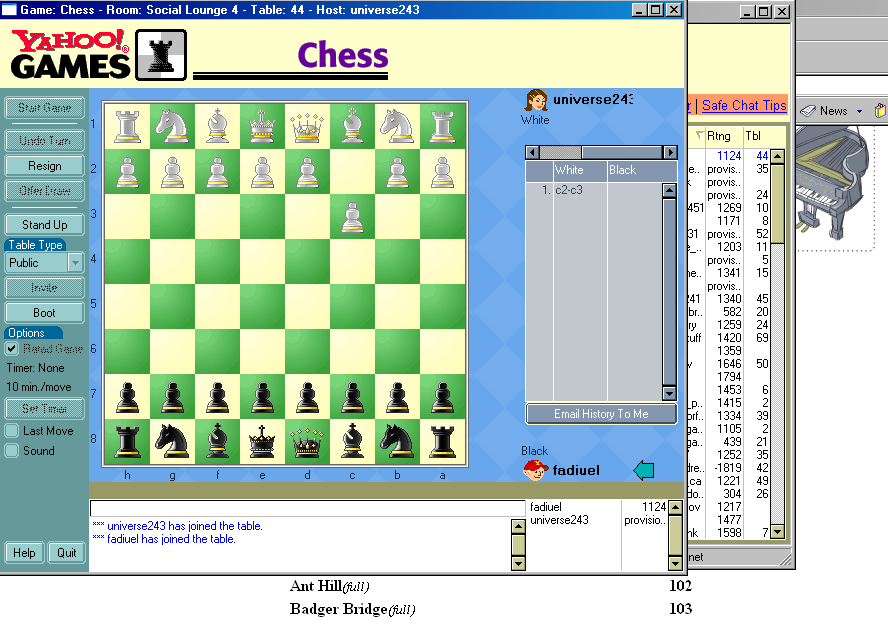 Game: Chess - Room: Social Lounge 4 - Table: 44 - Host: universe243
YAHOO! GAMES
Chess
Start Game
Undo Turn
Resign
Offer Draw
Stand Up
Table Type
Public
Invite
Boot
Options
Rated Game
Timer: None
10 min./move
Set Timer
Last Move
Sound
Help Quit
1
2
3
4
5
6
7
8
h g f e d c b a
universe243
White
White Black
1. c2-c3
Email History To Me
Black
fadiuel
*** universe243 has joined the table.
*** fadiuel has joined the table.
fadiuel 1124
universe243 provisio..
r | Safe Chat Tips
News
Rtng Tbl
1124 44
e.. provis.. 35
k provis..
provis.. 24
451 1269 10
1171 8
31 provis.. 52
e_.. 1203 11
provis.. 5
ne.. 1341 15
provis..
241 1340 45
br.. 582 20
ry 1259 24
tuff 1420 69
1359
v 1646 50
1794
1453 6
_p.. 1415 2
orf.. 1334 39
ga.. 1105 2
ga.. 439 21
1252 35
dre.. -1819 42
_ca 1221 49
do.. 304 26
ov 1217
1477
nk 1598 7
net
Ant Hill(full) 102
Badger Bridge(full) 103